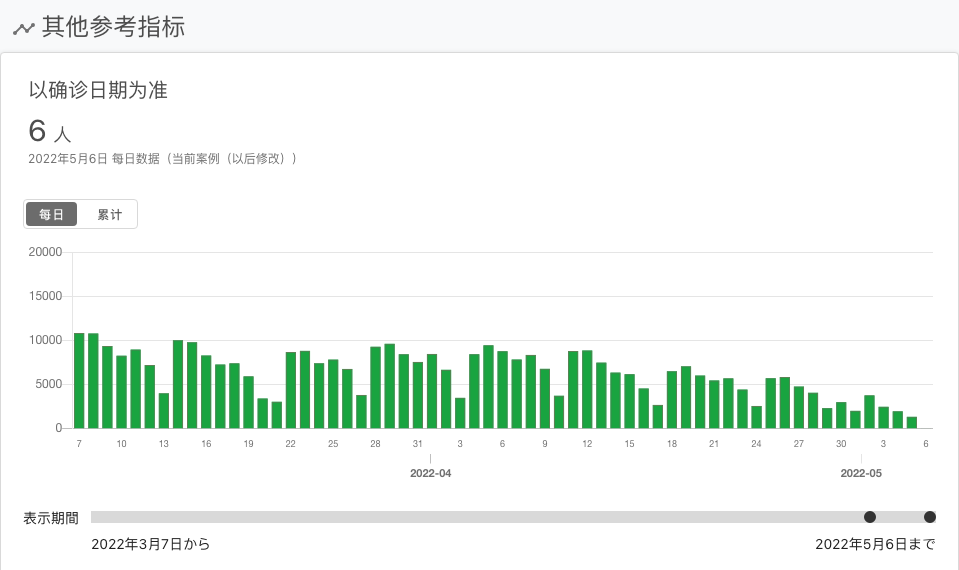 其他参考指标
以确诊日期为准
6 人
2022年5月6日 每日数据（当前案例（以后修改））
每日 累计
20000
15000
10000
5000
0
7 10 13 16 19 22 25 28 31 3 6 9 12 15 18 21 24 27 30 3 6
2022-04 2022-05
表示期間
2022年3月7日から 2022年5月6日まで